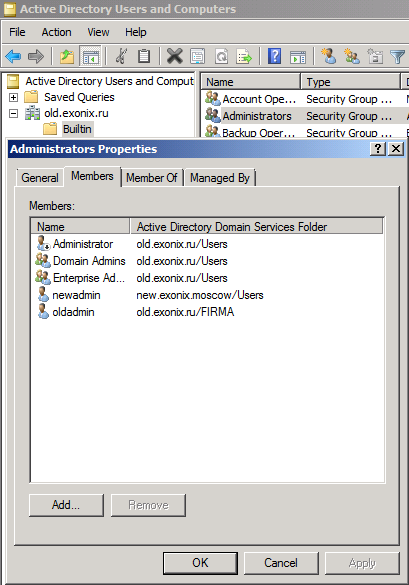 Active Directory Users and Computers
File Action View Help
Active Directory Users and Comput
Saved Queries
old.exonix.ru
Builtin
Name Type
Account Ope... Security Group ...
Administrators Security Group ...
Backup Oper... Security Group ...
Administrators Properties
General Members Member Of Managed By
Members:
Name Active Directory Domain Services Folder
Administrator old.exonix.ru/Users
Domain Admins old.exonix.ru/Users
Enterprise Ad... old.exonix.ru/Users
newadmin new.exonix.moscow/Users
oldadmin old.exonix.ru/FIRMA
Add... Remove
OK Cancel Apply